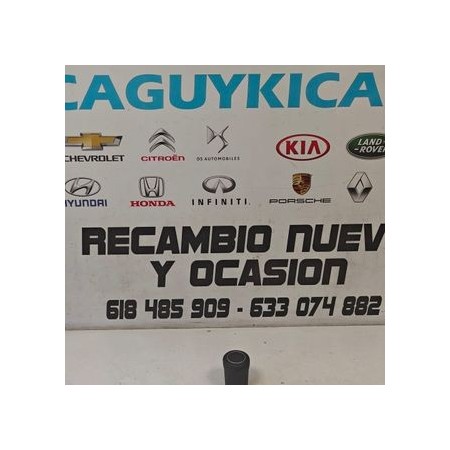 CAGUYKICA
CHEVROLET CITROËN DS AUTOMOBILES KIA LAND ROVER
HYUNDAI HONDA INFINITI PORSCHE
RECAMBIO NUEV
Y OCASION
618 485 909 - 633 074 882